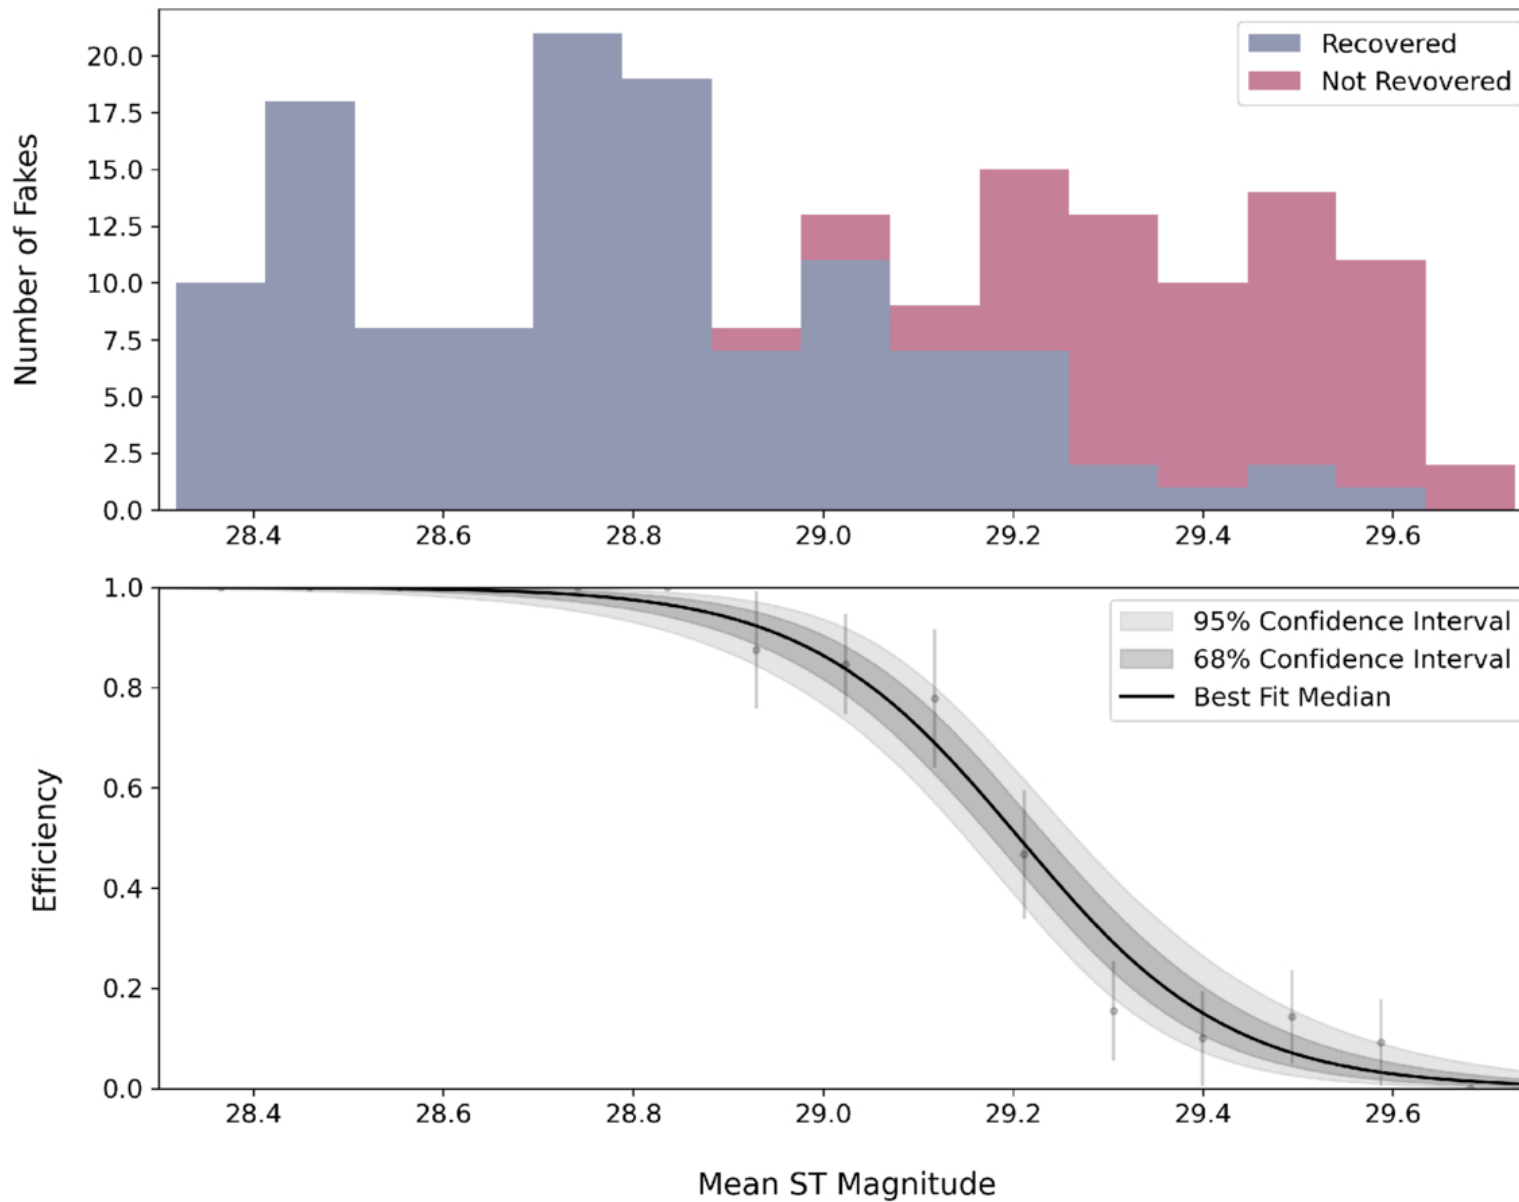 Number of Fakes
20.0
17.5
15.0
12.5
10.0
7.5
5.0
2.5
0.0
Recovered
Not Revovered
28.4 28.6 28.8 29.0 29.2 29.4 29.6
Efficiency
1.0
0.8
0.6
0.4
0.2
0.0
95% Confidence Interval
68% Confidence Interval
Best Fit Median
28.4 28.6 28.8 29.0 29.2 29.4 29.6
Mean ST Magnitude